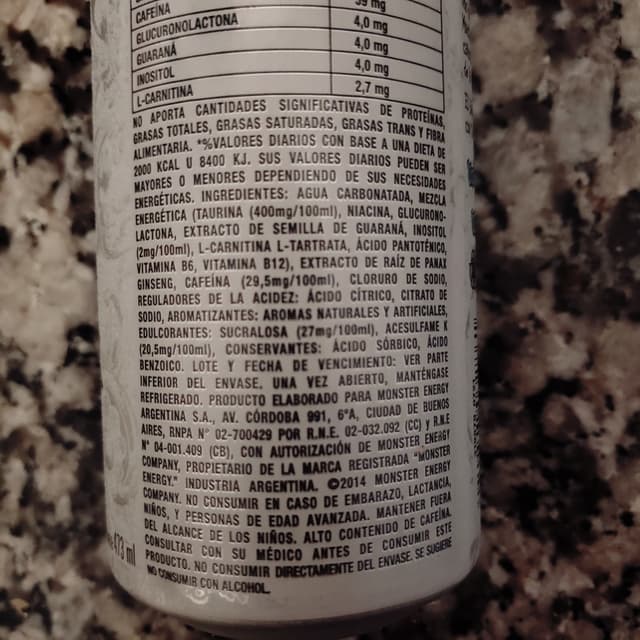 CAFEÍNA 59 mg
GLUCURONOLACTONA 4,0 mg
GUARANÁ 4,0 mg
INOSITOL 4,0 mg
L-CARNITINA 2,7 mg
NO APORTA CANTIDADES SIGNIFICATIVAS DE PROTEÍNAS,
GRASAS TOTALES, GRASAS SATURADAS, GRASAS TRANS Y FIBRA
ALIMENTARIA. *%VALORES DIARIOS CON BASE A UNA DIETA DE
2000 KCAL U 8400 KJ. SUS VALORES DIARIOS PUEDEN SER
MAYORES O MENORES DEPENDIENDO DE SUS NECESIDADES
ENERGÉTICAS. INGREDIENTES: AGUA CARBONATADA, MEZCLA
ENERGÉTICA (TAURINA (400mg/100ml), NIACINA, GLUCURONO-
LACTONA, EXTRACTO DE SEMILLA DE GUARANÁ, INOSITOL
(2mg/100ml), L-CARNITINA L-TARTRATA, ÁCIDO PANTOTÉNICO,
VITAMINA B6, VITAMINA B12), EXTRACTO DE RAÍZ DE PANAX
GINSENG, CAFEÍNA (29,5mg/100ml), CLORURO DE SODIO,
REGULADORES DE LA ACIDEZ: ÁCIDO CÍTRICO, CITRATO DE
SODIO, AROMATIZANTES: AROMAS NATURALES Y ARTIFICIALES,
EDULCORANTES: SUCRALOSA (27mg/100ml), ACESULFAME K
(20,5mg/100ml), CONSERVANTES: ÁCIDO SÓRBICO, ÁCIDO
BENZOICO. LOTE Y FECHA DE VENCIMIENTO: VER PARTE
INFERIOR DEL ENVASE, UNA VEZ ABIERTO, MANTÉNGASE
REFRIGERADO. PRODUCTO ELABORADO PARA MONSTER ENERGY
ARGENTINA S.A., AV. CÓRDOBA 991, 6°A, CIUDAD DE BUENOS
AIRES, RNPA N° 02-700429 POR R.N.E. 02-032.092 (CC) y R.N.E
N° 04-001.409 (CB), CON AUTORIZACIÓN DE MONSTER ENERGY
COMPANY, PROPIETARIO DE LA MARCA REGISTRADA "MONSTER
ENERGY." INDUSTRIA ARGENTINA. ©2014 MONSTER ENERGY
COMPANY. NO CONSUMIR EN CASO DE EMBARAZO, LACTANCIA,
NIÑOS, Y PERSONAS DE EDAD AVANZADA. MANTENER FUERA
DEL ALCANCE DE LOS NIÑOS. ALTO CONTENIDO DE CAFEÍNA.
CONSULTAR CON SU MÉDICO ANTES DE CONSUMIR ESTE
PRODUCTO. NO CONSUMIR DIRECTAMENTE DEL ENVASE. SE SUGIERE
NO CONSUMIR CON ALCOHOL.
473 ml